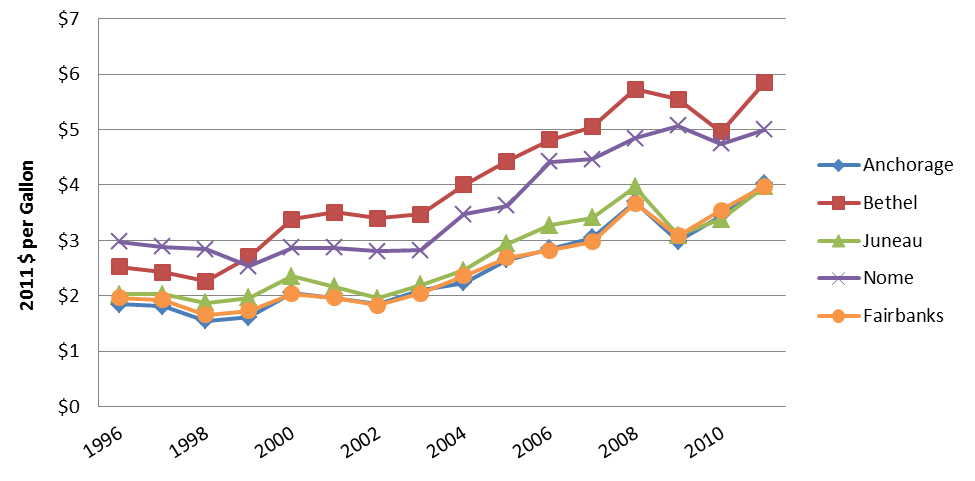 $7
$6
$5
$4
$3
$2
$1
$0
2011 $ per Gallon
1996
1998
2000
2002
2004
2006
2008
2010
Anchorage
Bethel
Juneau
Nome
Fairbanks